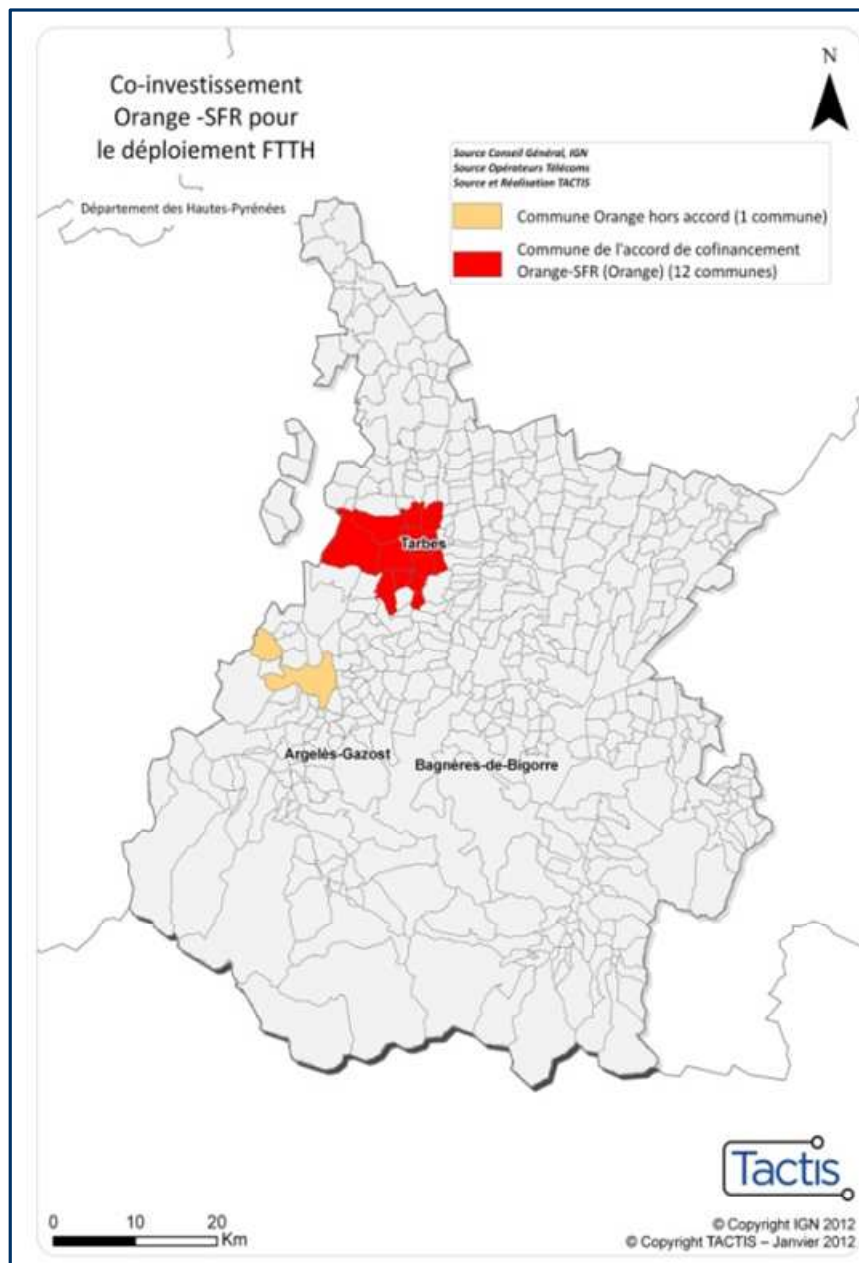 Co-investissement
Orange -SFR pour
le déploiement FTTH
Département des Hautes-Pyrénées
N
Source Conseil Général, IGN
Source Opérateurs Télécoms
Source et Réalisation TACTIS
Commune Orange hors accord (1 commune)
Commune de l'accord de cofinancement
Orange-SFR (Orange) (12 communes)
Tarbes
Argelès-Gazost
Bagnères-de-Bigorre
Tactis
0 10 20
Km
© Copyright IGN 2012
© Copyright TACTIS – Janvier 2012